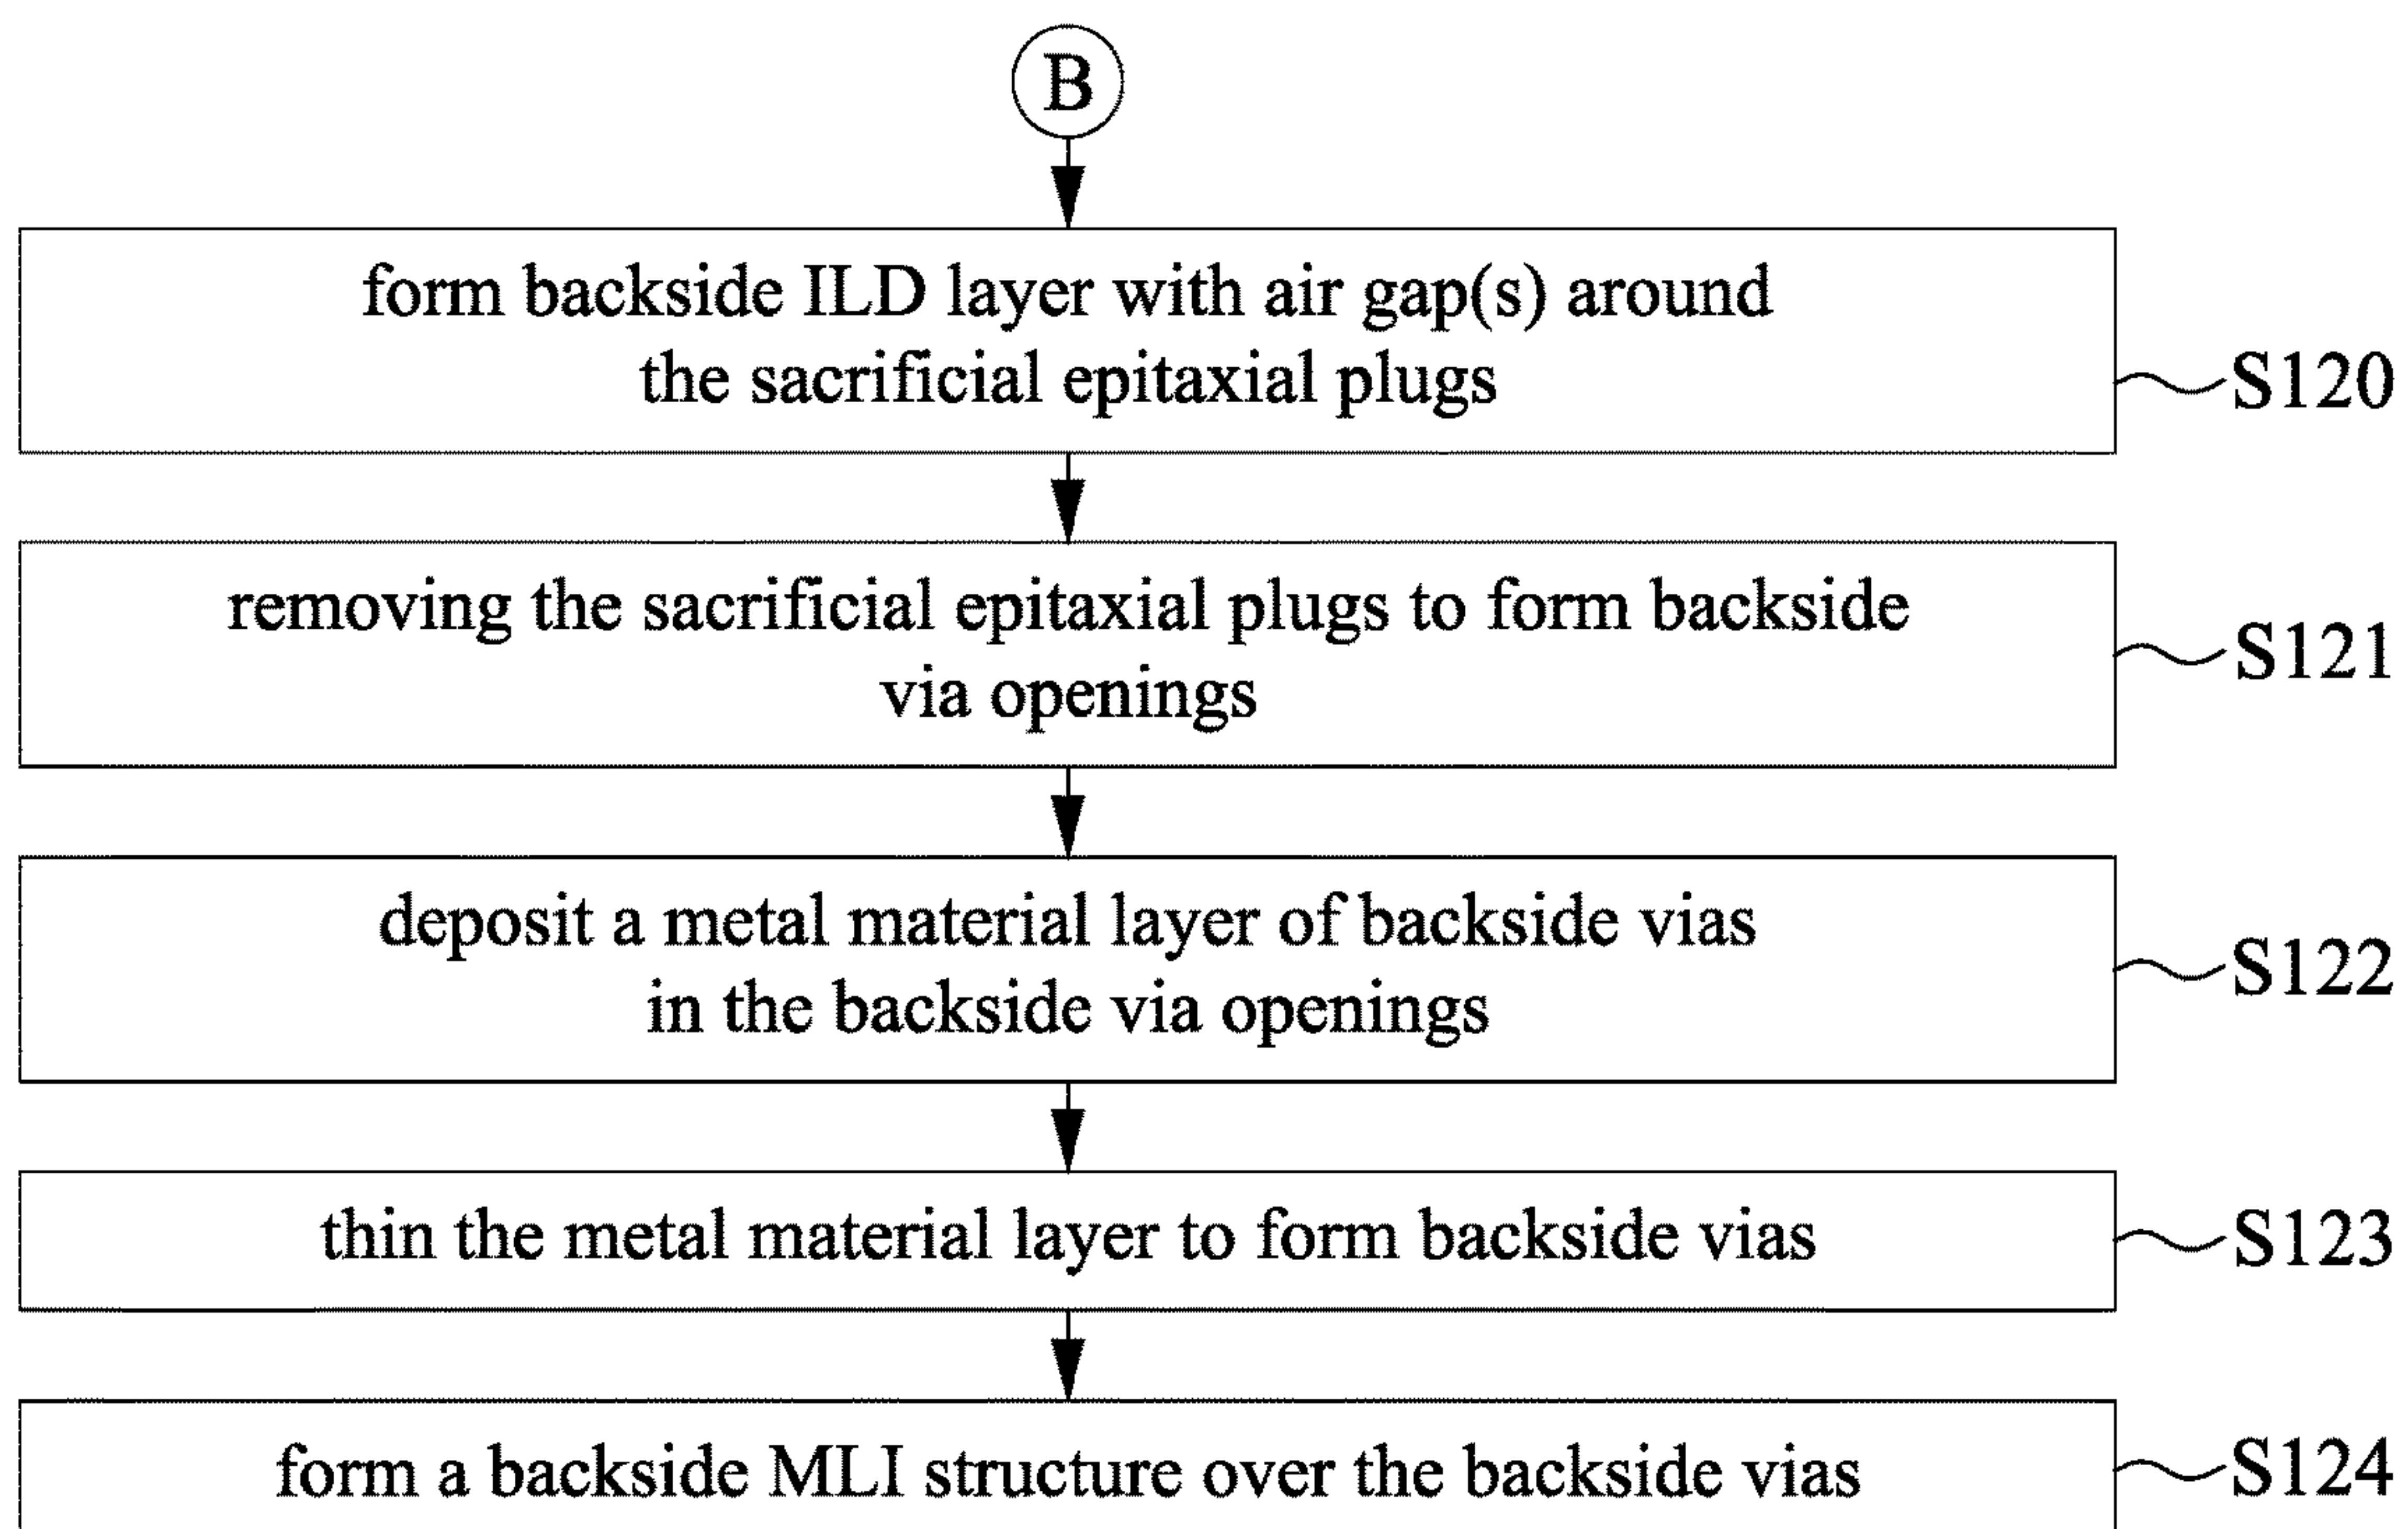 B
form backside ILD layer with air gap(s) around
the sacrificial epitaxial plugs
S120
removing the sacrificial epitaxial plugs to form backside
via openings
S121
deposit a metal material layer of backside vias
in the backside via openings
S122
thin the metal material layer to form backside vias
S123
form a backside MLI structure over the backside vias
S124